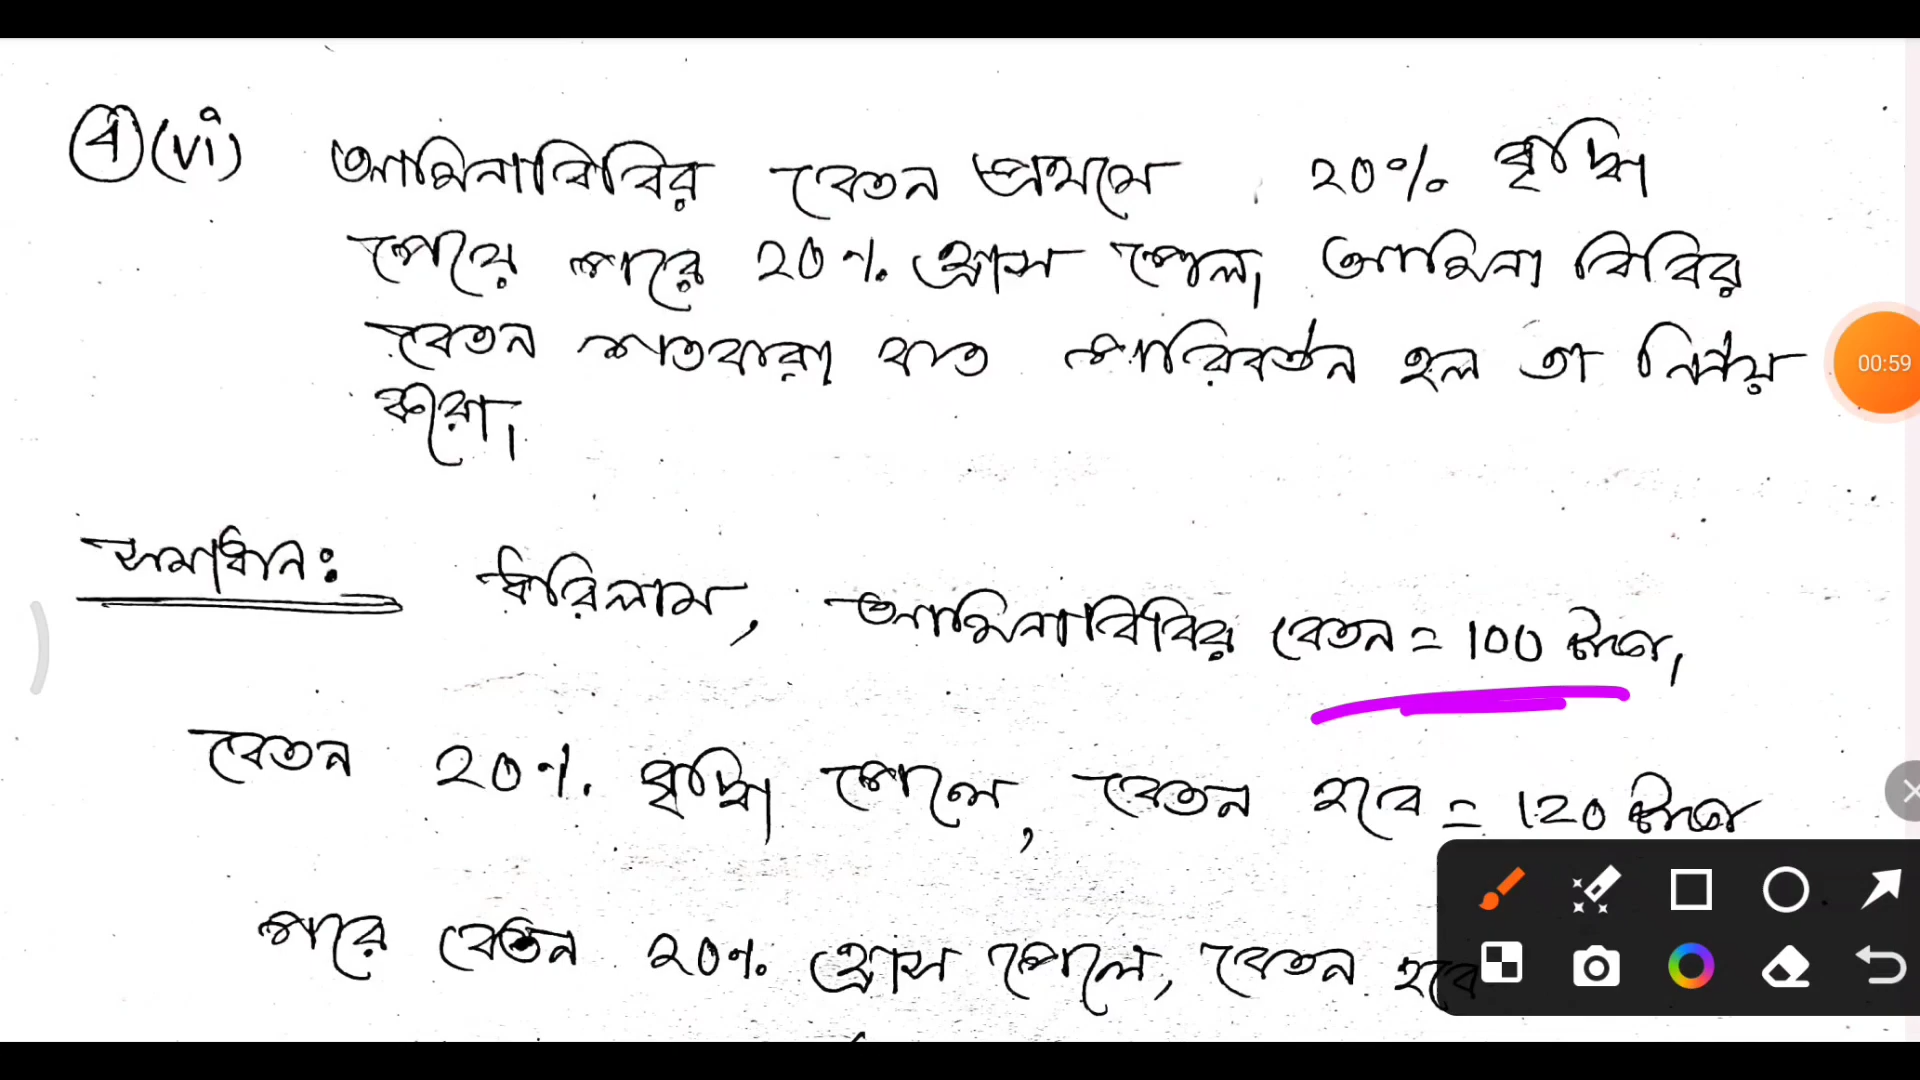 ৭ (vi) আমিনাবিবির বেতন প্রথমে 20% বৃদ্ধি
পেয়ে পরে 20% হ্রাস পেল। আমিনা বিবির
বেতন শতকরা কত পরিবর্তন হল তা নির্ণয়
করো।
00:59
সমাধান: ধরিলাম, আমিনাবিবির বেতন = 100 টাকা।
বেতন 20% বৃদ্ধি পেলে, বেতন হবে = 120 টাকা
পরে বেতন 20% হ্রাস পেলে, বেতন হবে